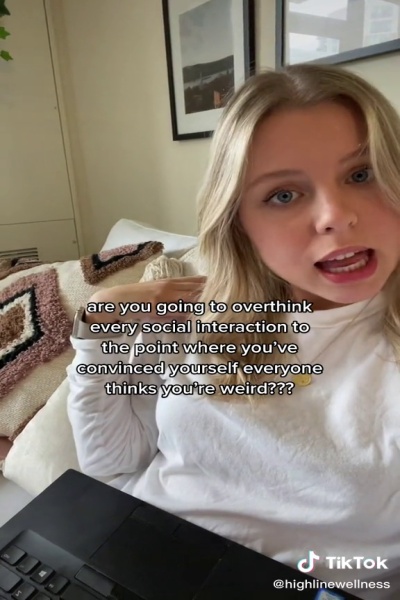 are you going to overthink
every social interaction to
the point where you've
convinced yourself everyone
thinks you're weird???
TikTok
@highlinewellness